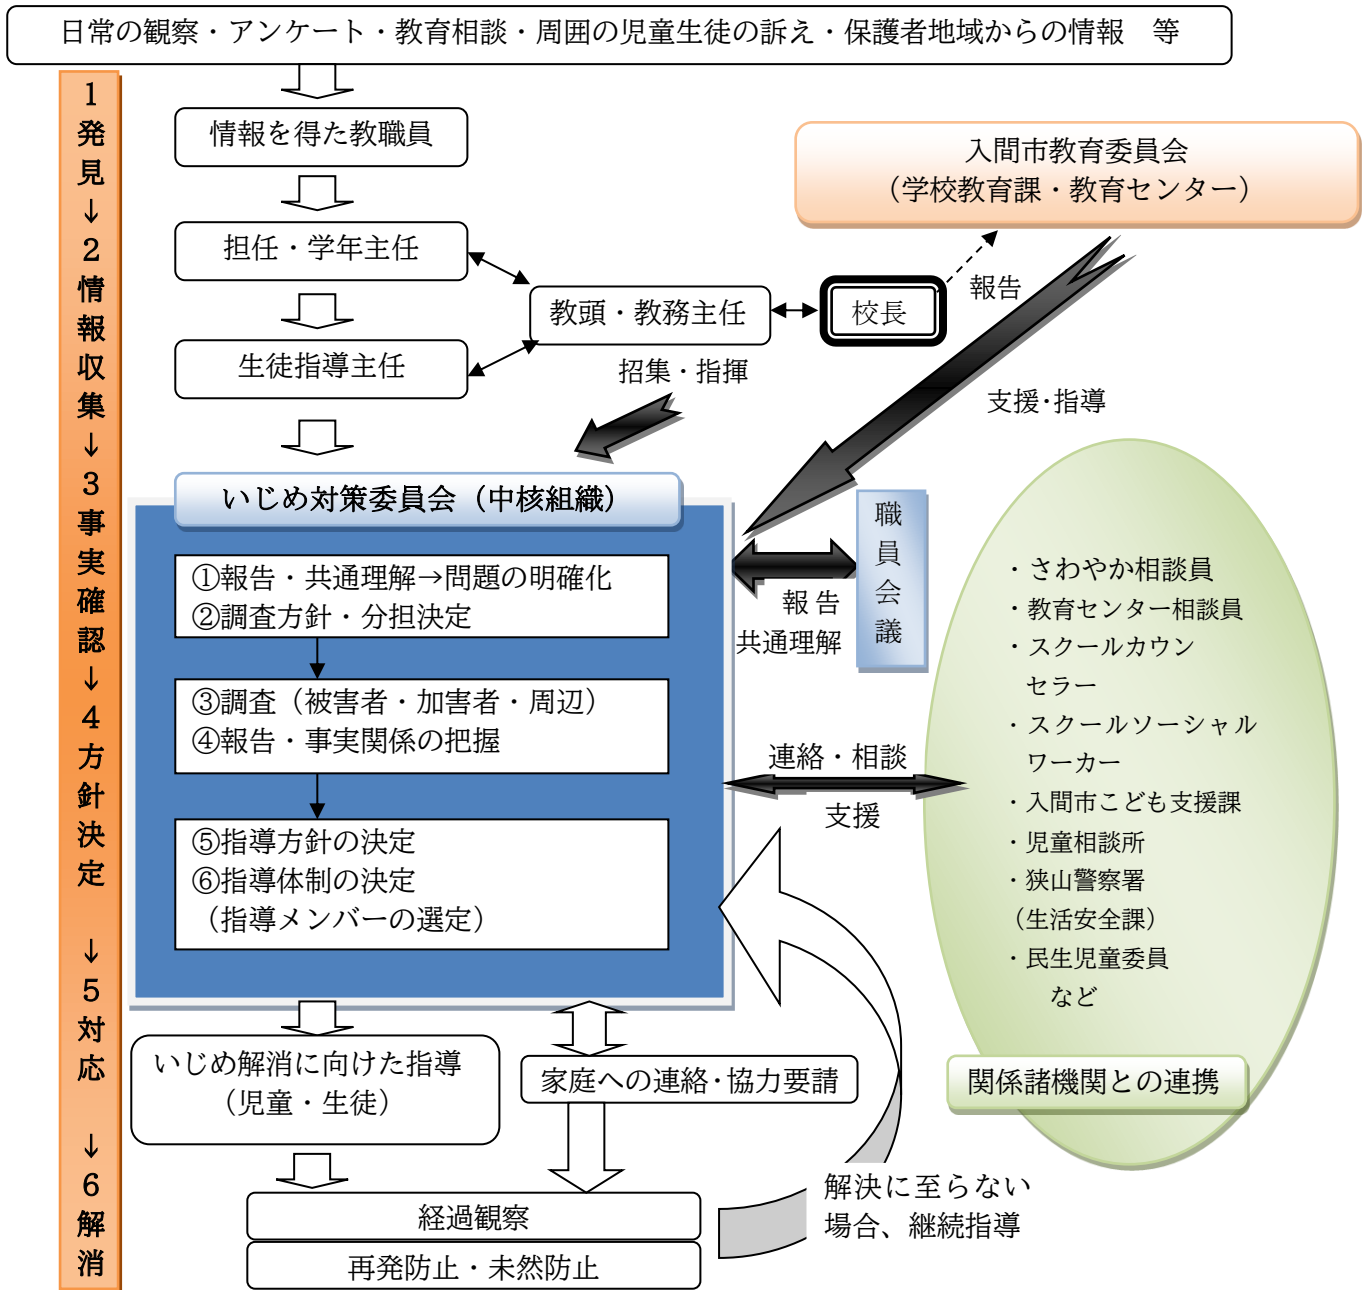 日常の観察・アンケート・教育相談・周囲の児童生徒の訴え・保護者地域からの情報　等
1発見↓2情報収集↓3事実確認↓4方針決定　↓5対応　↓6解消
情報を得た教職員
担任・学年主任
生徒指導主任
教頭・教務主任
校長
報告
入間市教育委員会
（学校教育課・教育センター）
招集・指揮
支援・指導
いじめ対策委員会（中核組織）
①報告・共通理解→問題の明確化
②調査方針・分担決定
③調査（被害者・加害者・周辺）
④報告・事実関係の把握
⑤指導方針の決定
⑥指導体制の決定
（指導メンバーの選定）
職員会議
報 告
共通理解
連絡・相談
支援
・さわやか相談員
・教育センター相談員
・スクールカウン
セラー
・スクールソーシャル
ワーカー
・入間市こども支援課
・児童相談所
・狭山警察署
（生活安全課）
・民生児童委員
など
関係諸機関との連携
いじめ解消に向けた指導
（児童・生徒）
家庭への連絡・協力要請
経過観察
再発防止・未然防止
解決に至らない
場合、継続指導